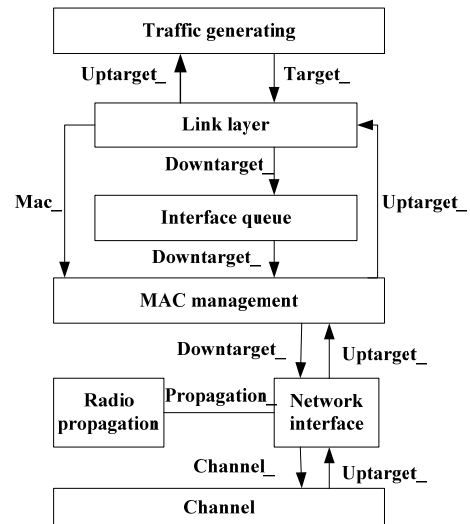 Traffic generating
Uptarget_ Target_
Link layer
Downtarget_
Mac_ Uptarget_
Interface queue
Downtarget_
MAC management
Downtarget_ Uptarget_
Radio propagation
Propagation_
Network interface
Channel_ Uptarget_
Channel